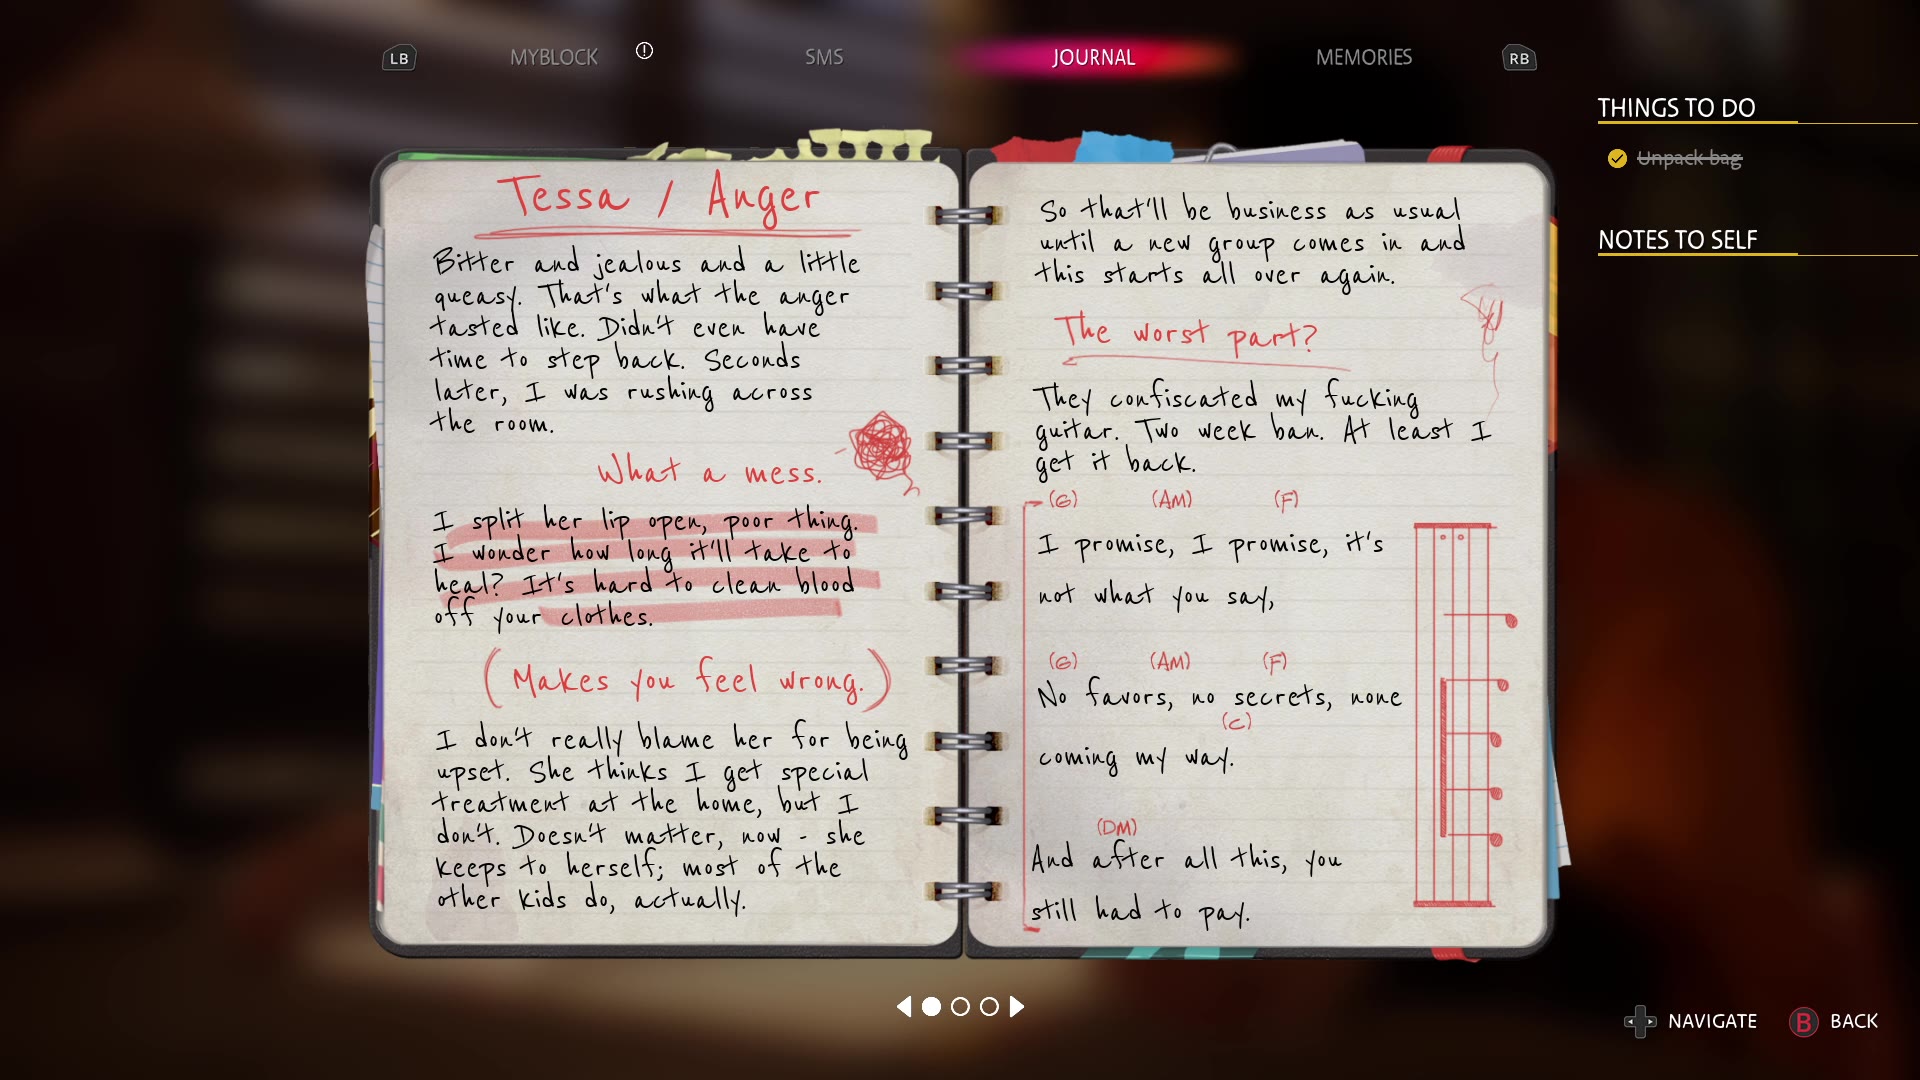 LB
MYBLOCK
!
SMS
JOURNAL
MEMORIES
RB
THINGS TO DO
Unpack bag
NOTES TO SELF
Tessa / Anger
Bitter and jealous and a little
queasy. That's what the anger
tasted like. Didn't even have
time to step back. Seconds
later, I was rushing across
the room.
What a mess.
I split her lip open, poor thing.
I wonder how long it'll take to
heal? It's hard to clean blood
off your clothes.
(Makes you feel wrong.)
I don't really blame her for being
upset. She thinks I get special
treatment at the home, but I
don't. Doesn't matter, now - she
keeps to herself; most of the
other kids do, actually.
So that'll be business as usual
until a new group comes in and
this starts all over again.
The worst part?
They confiscated my fucking
guitar. Two week ban. At least I
get it back.
(G) (AM) (F)
I promise, I promise, it's
not what you say,
(G) (AM) (F)
No favors, no secrets, none
(C)
coming my way.
(DM)
And after all this, you
still had to pay.
NAVIGATE
B BACK